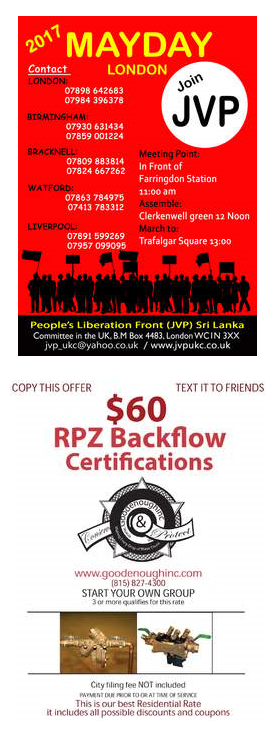 2017 MAYDAY
LONDON
Contact
LONDON:
07898 642683
07984 396378
BIRMINGHAM:
07930 631434
07859 001224
BRACKNELL:
07809 883814
07824 667262
WATFORD:
07863 784975
07413 783312
LIVERPOOL:
07891 599269
07957 099095
Join
JVP
Meeting Point:
In Front of
Farringdon Station
11:00 am
Assemble:
Clerkenwell green 12 Noon
March to:
Trafalgar Square 13:00
People's Liberation Front (JVP) Sri Lanka
Committee in the UK, B.M Box 4483, London WC1N 3XX
jvp_ukc@yahoo.co.uk / www.jvpukc.co.uk
COPY THIS OFFER TEXT IT TO FRIENDS
$60
RPZ Backflow
Certifications
Goodenoughinc
&
Conserve Protect
www.goodenoughinc.com
(815) 827-4300
START YOUR OWN GROUP
3 or more qualifies for this rate
City filing fee NOT included
PAYMENT DUE PRIOR TO OR AT TIME OF SERVICE
This is our best Residential Rate
it includes all possible discounts and coupons